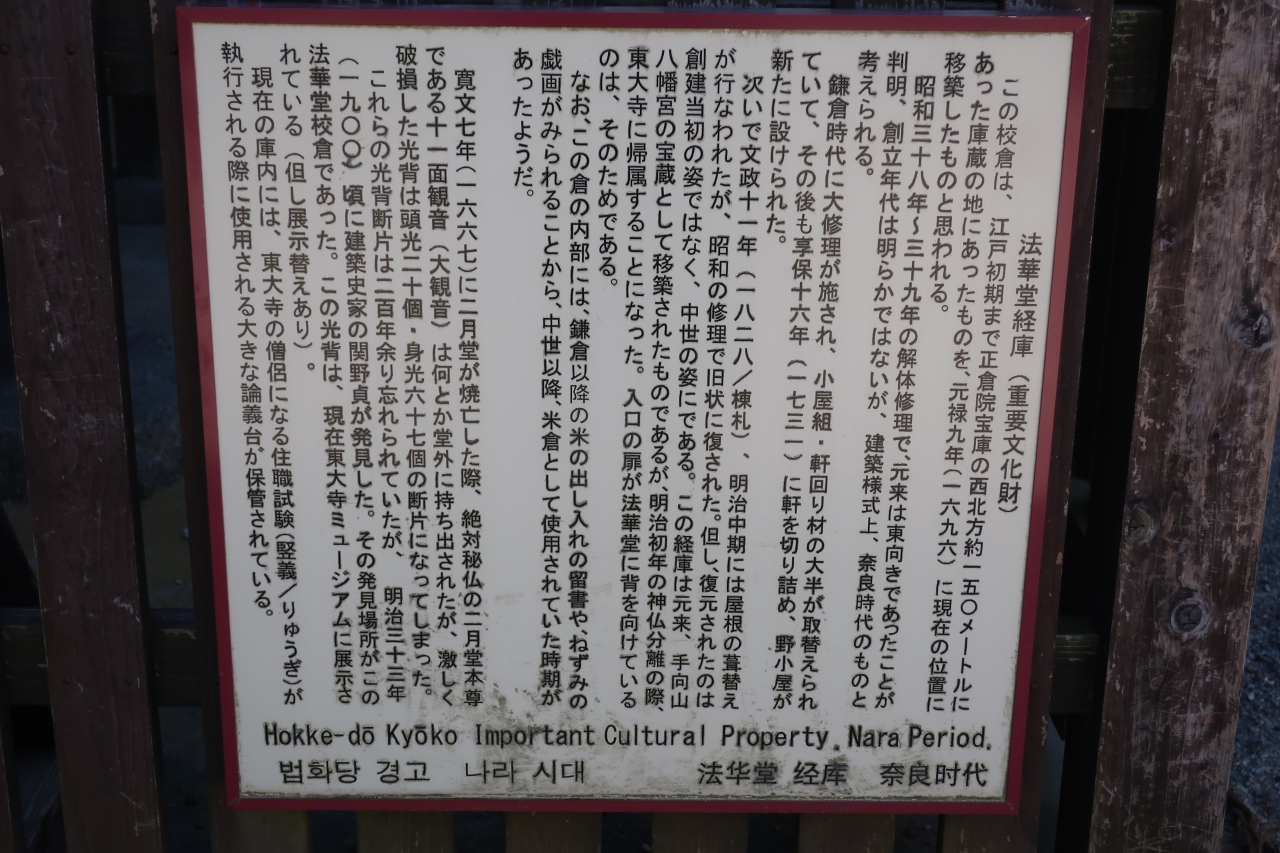 法華堂経庫（重要文化財）
この校倉は、江戸初期まで正倉院宝庫の西北方約一五〇メートルに
あった庫蔵の地にあったものを、元禄九年（一六九六）に現在の位置に
移築したものと思われる。
昭和三十八年～三十九年の解体修理で、元来は東向きであったことが
判明、創立年代は明らかではないが、建築様式上、奈良時代のものと
考えられる。
鎌倉時代に大修理が施され、小屋組・軒回り材の大半が取替えられ
ていて、その後も享保十六年（一七三一）に軒を切り詰め、野小屋が
新たに設けられた。
次いで文政十一年（一八二八／棟札）、明治中期には屋根の葺替え
が行なわれたが、昭和の修理で旧状に復された。但し、復元されたのは
創建当初の姿ではなく、中世の姿にである。この経庫は元来、手向山
八幡宮の宝蔵として移築されたものであるが、明治初年の神仏分離の際、
東大寺に帰属することになった。入口の扉が法華堂に背を向けている
のは、そのためである。
なお、この倉の内部には、鎌倉以降の米の出し入れの留書や、ねずみの
戯画がみられることから、中世以降、米倉として使用されていた時期が
あったようだ。
寛文七年（一六六七）に二月堂が焼亡した際、絶対秘仏の二月堂本尊
である十一面観音（大観音）は何とか堂外に持ち出されたが、激しく
破損した光背は頭光二十個・身光六十七個の断片になってしまった。
これらの光背断片は二百年余り忘れられていたが、明治三十三年
（一九〇〇）頃に建築史家の関野貞が発見した。その発見場所がこの
法華堂校倉であった。この光背は、現在東大寺ミュージアムに展示さ
れている（但し展示替えあり）。
現在の庫内には、東大寺の僧侶になる住職試験（竪義／りゅうぎ）が
執行される際に使用される大きな論義台が保管されている。
Hokke-dō Kyōko Important Cultural Property. Nara Period.
법화당 경고 나라 시대 法华堂 经库 奈良时代